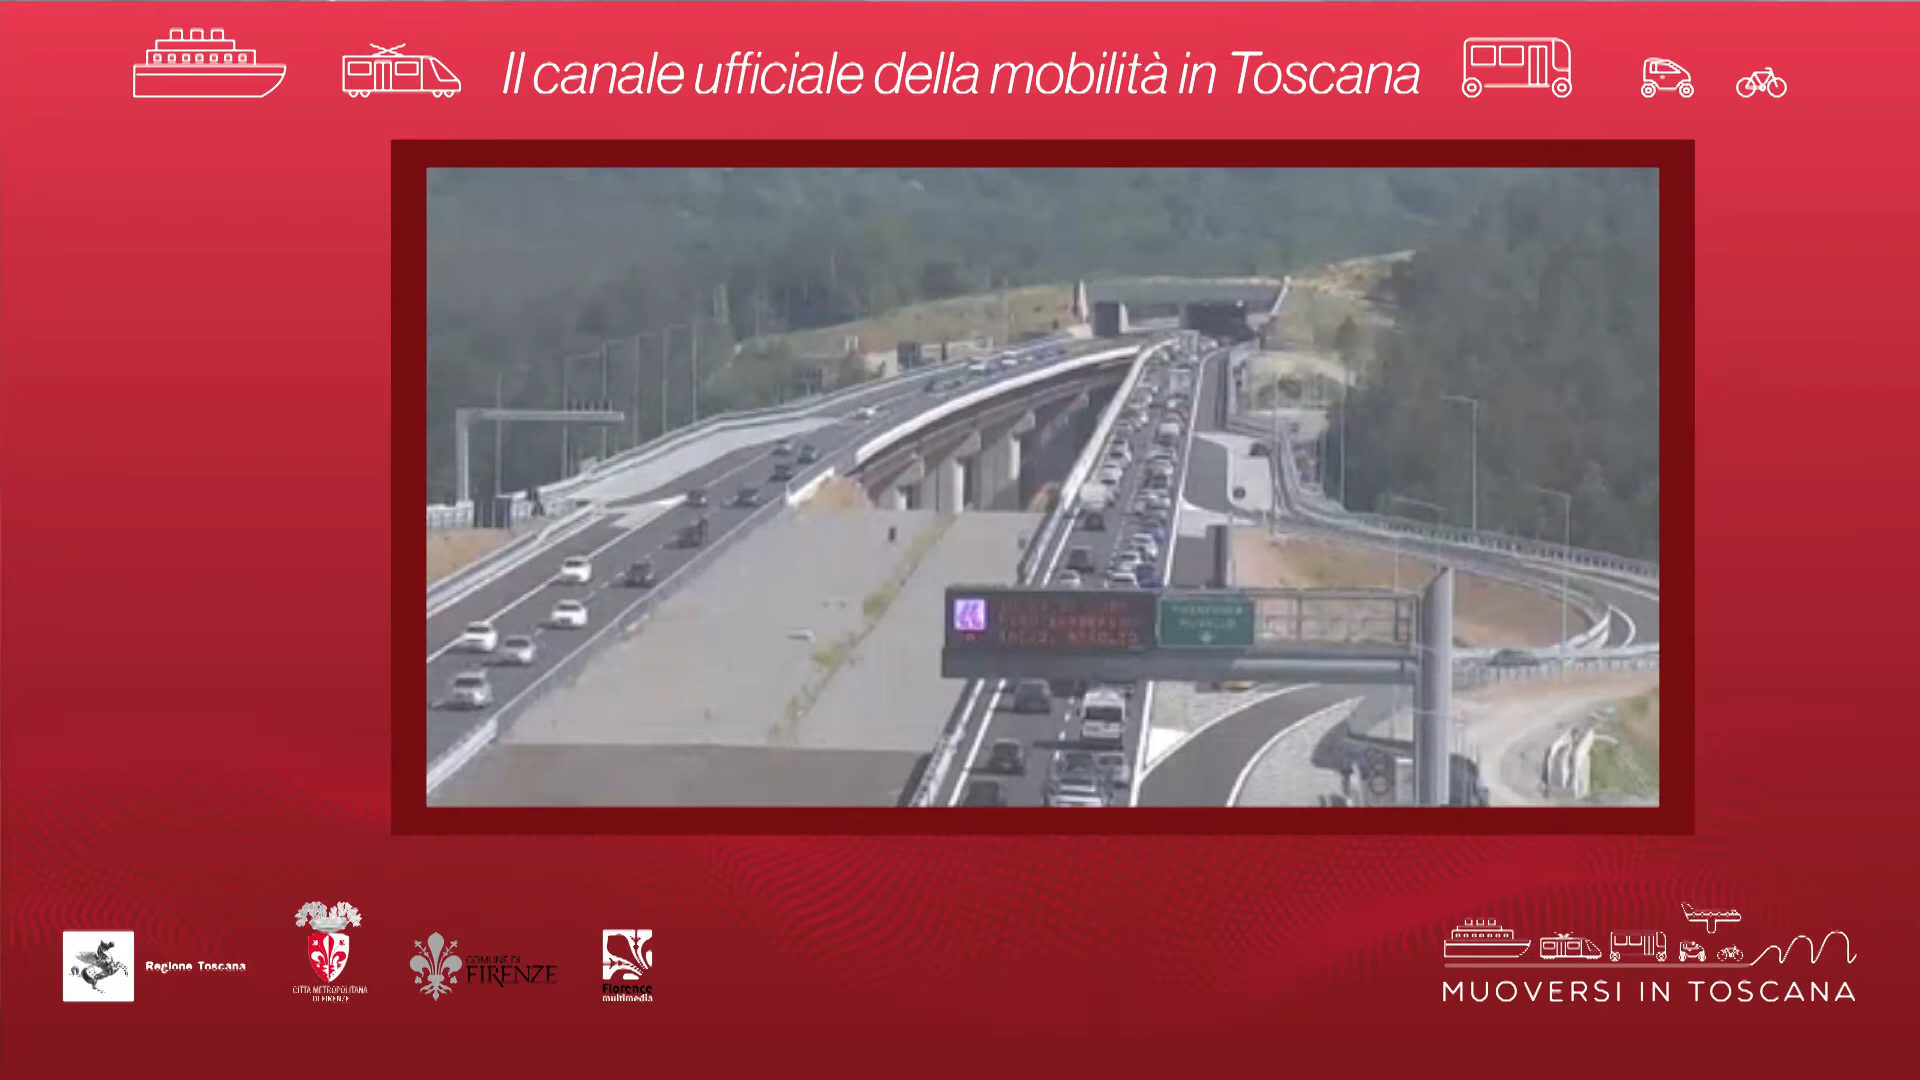 Il canale ufficiale della mobilità in Toscana
Regione Toscana
CITTÀ METROPOLITANA
DI FIRENZE
COMUNE DI
FIRENZE
Florence
multimedia
MUOVERSI IN TOSCANA